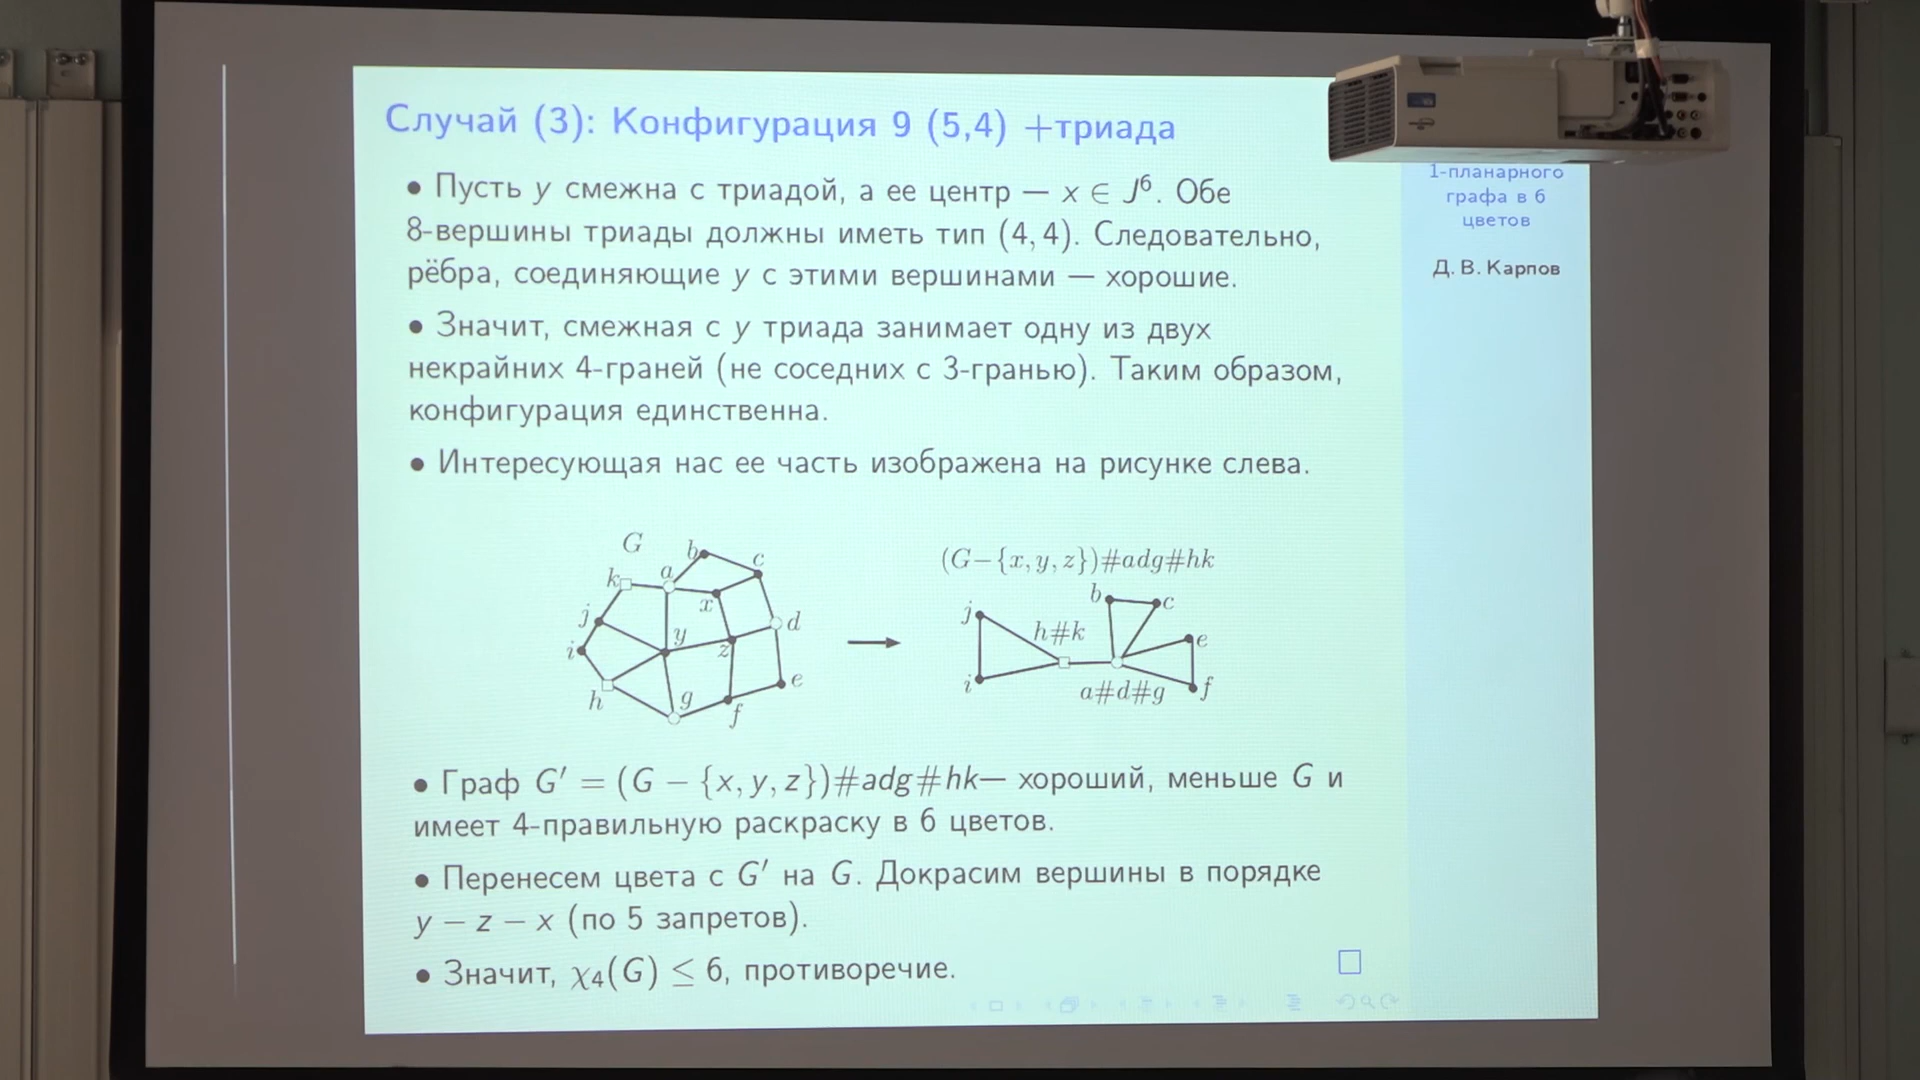 Случай (3): Конфигурация 9 (5,4) +триада
• Пусть y смежна с триадой, а ее центр — x ∈ J⁶. Обе
8-вершины триады должны иметь тип (4, 4). Следовательно,
рёбра, соединяющие y с этими вершинами — хорошие.
• Значит, смежная с y триада занимает одну из двух
некрайних 4-граней (не соседних с 3-гранью). Таким образом,
конфигурация единственна.
• Интересующая нас ее часть изображена на рисунке слева.
G
b
c
k
a
x
j
y
d
i
z
h
g
e
f
(G−{x, y, z})#adg#hk
j
b
c
h#k
e
i
a#d#g
f
• Граф G′ = (G − {x, y, z})#adg#hk— хороший, меньше G и
имеет 4-правильную раскраску в 6 цветов.
• Перенесем цвета с G′ на G. Докрасим вершины в порядке
y − z − x (по 5 запретов).
• Значит, χ₄(G) ≤ 6, противоречие.
1-планарного
графа в 6
цветов
Д. В. Карпов